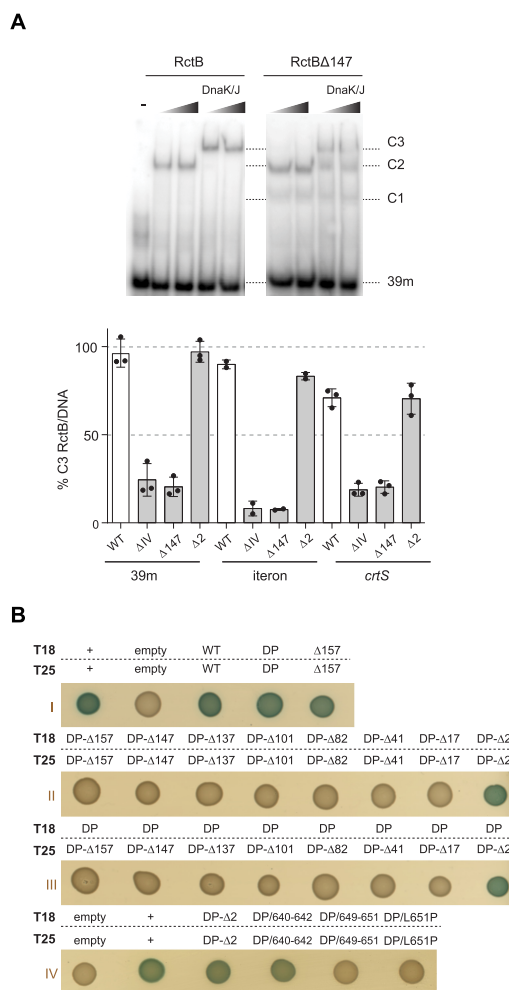 A
RctB RctBΔ147
DnaK/J DnaK/J
-
C3
C2
C1
39m
% C3 RctB/DNA
100
50
0
WT ΔIV Δ147 Δ2 WT ΔIV Δ147 Δ2 WT ΔIV Δ147 Δ2
39m iteron crtS
B
T18 + empty WT DP Δ157
T25 + empty WT DP Δ157
I
T18 DP-Δ157 DP-Δ147 DP-Δ137 DP-Δ101 DP-Δ82 DP-Δ41 DP-Δ17 DP-Δ2
T25 DP-Δ157 DP-Δ147 DP-Δ137 DP-Δ101 DP-Δ82 DP-Δ41 DP-Δ17 DP-Δ2
II
T18 DP DP DP DP DP DP DP DP
T25 DP-Δ157 DP-Δ147 DP-Δ137 DP-Δ101 DP-Δ82 DP-Δ41 DP-Δ17 DP-Δ2
III
T18 empty + DP-Δ2 DP/640-642 DP/649-651 DP/L651P
T25 empty + DP-Δ2 DP/640-642 DP/649-651 DP/L651P
IV